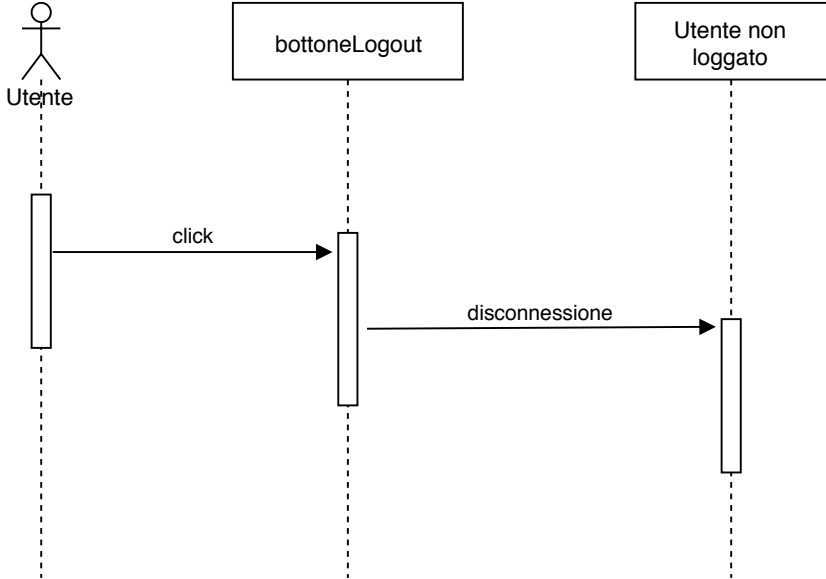 Utente
bottoneLogout
Utente non
loggato
click
disconnessione